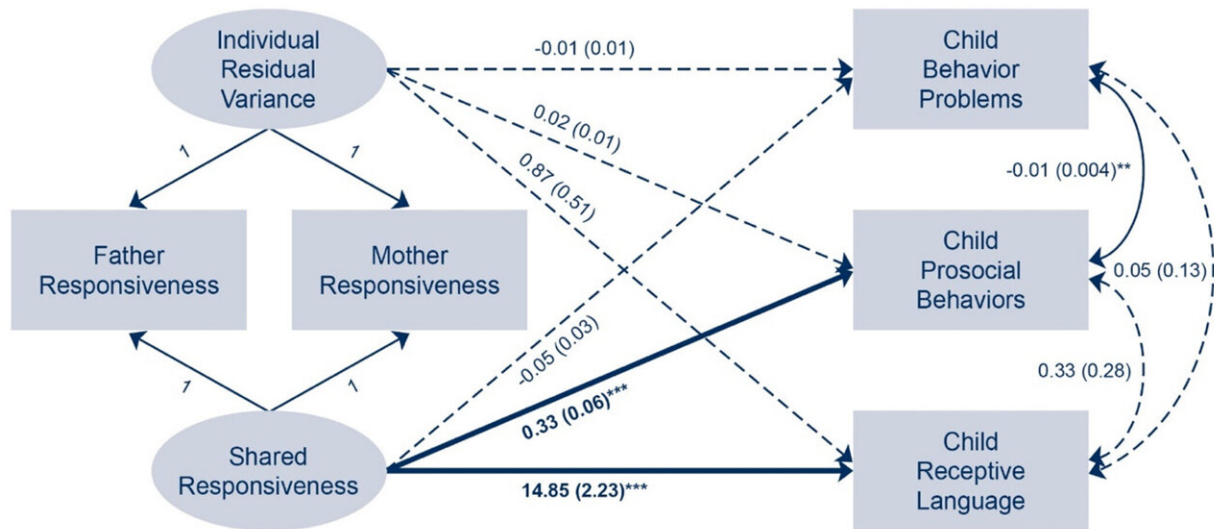 Individual
Residual
Variance
-0.01 (0.01)
Child
Behavior
Problems
0.02 (0.01)
1
1
0.87 (0.51)
-0.01 (0.004)**
Father
Responsiveness
Mother
Responsiveness
Child
Prosocial
Behaviors
0.05 (0.13)
-0.05 (0.03)
1
1
0.33 (0.06)***
0.33 (0.28)
Shared
Responsiveness
14.85 (2.23)***
Child
Receptive
Language